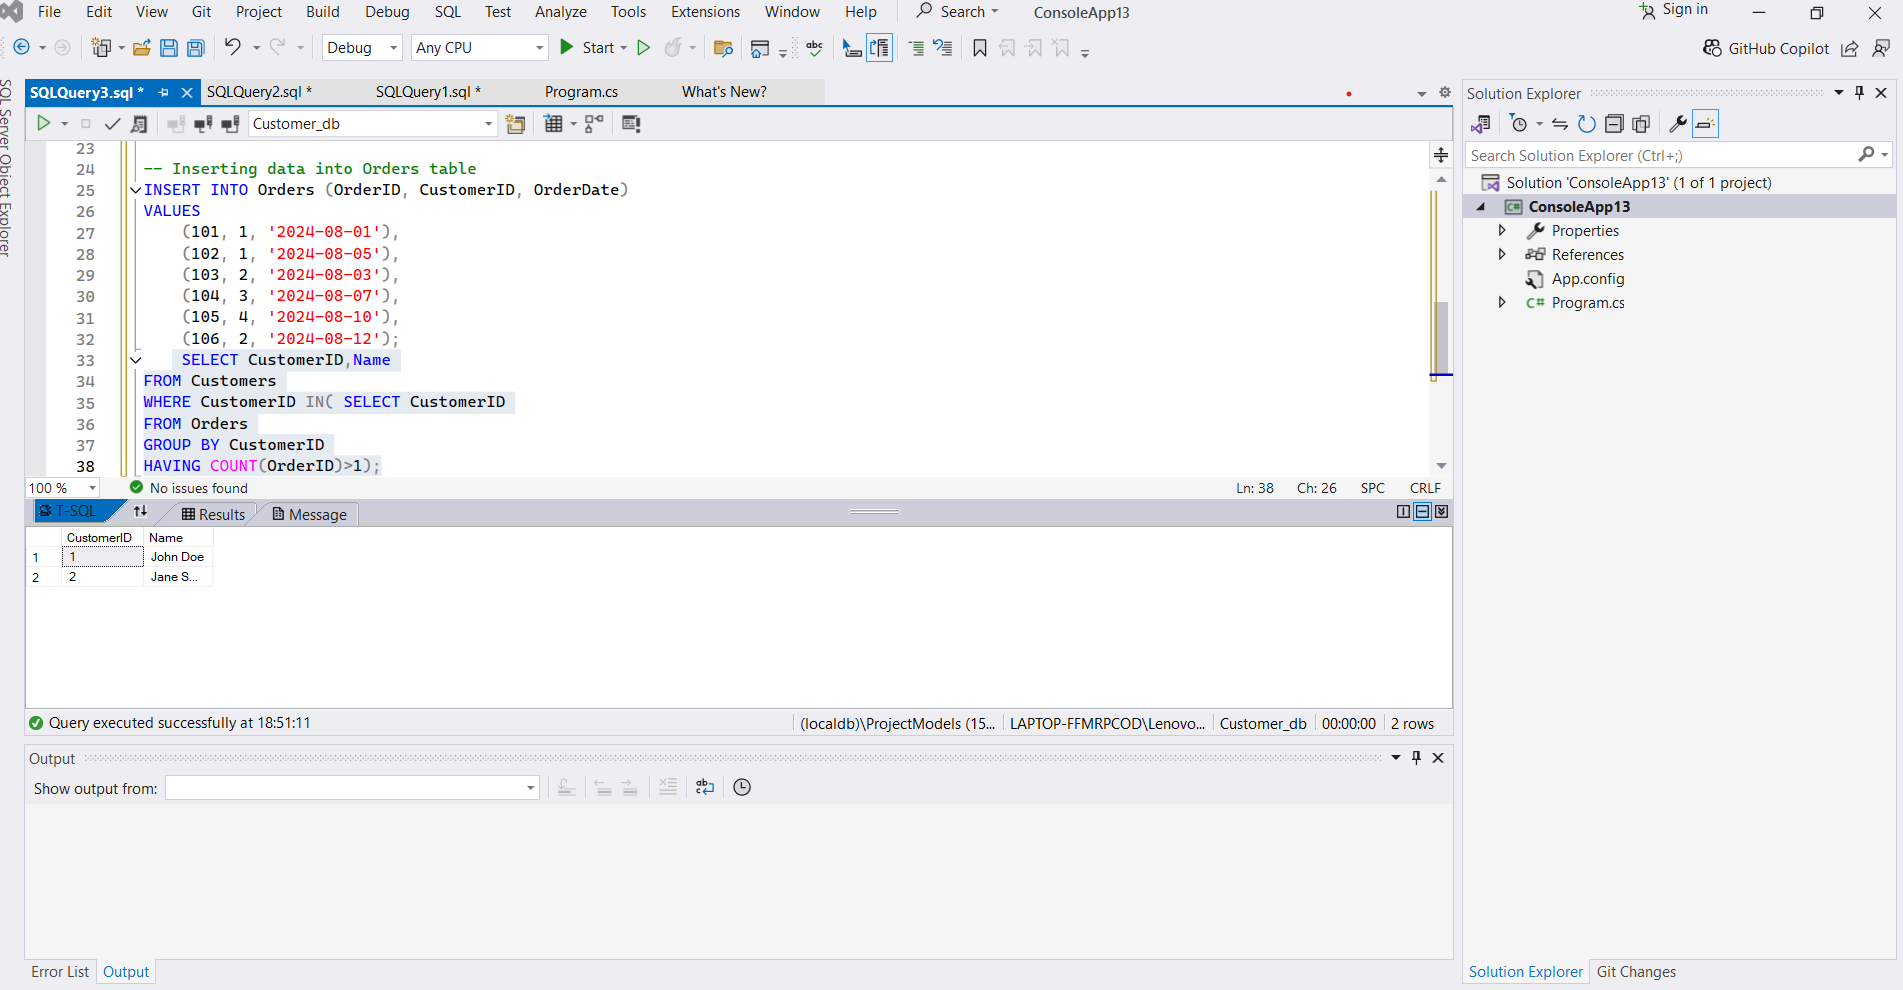 File Edit View Git Project Build Debug SQL Test Analyze Tools Extensions Window Help Search ConsoleApp13 Sign in
Debug Any CPU Start GitHub Copilot
SQL Server Object Explorer
SQLQuery3.sql * SQLQuery2.sql * SQLQuery1.sql * Program.cs What's New?
Customer_db
23
24 -- Inserting data into Orders table
25 INSERT INTO Orders (OrderID, CustomerID, OrderDate)
26 VALUES
27 (101, 1, '2024-08-01'),
28 (102, 1, '2024-08-05'),
29 (103, 2, '2024-08-03'),
30 (104, 3, '2024-08-07'),
31 (105, 4, '2024-08-10'),
32 (106, 2, '2024-08-12');
33 SELECT CustomerID,Name
34 FROM Customers
35 WHERE CustomerID IN( SELECT CustomerID
36 FROM Orders
37 GROUP BY CustomerID
38 HAVING COUNT(OrderID)>1);
100 % No issues found Ln: 38 Ch: 26 SPC CRLF
T-SQL Results Message
CustomerID Name
1 1 John Doe
2 2 Jane S...
Query executed successfully at 18:51:11 (localdb)\ProjectModels (15... LAPTOP-FFMRPCOD\Lenovo... Customer_db 00:00:00 2 rows
Output
Show output from:
Error List Output
Solution Explorer
Search Solution Explorer (Ctrl+;)
Solution 'ConsoleApp13' (1 of 1 project)
C# ConsoleApp13
Properties
References
App.config
C# Program.cs
Solution Explorer Git Changes